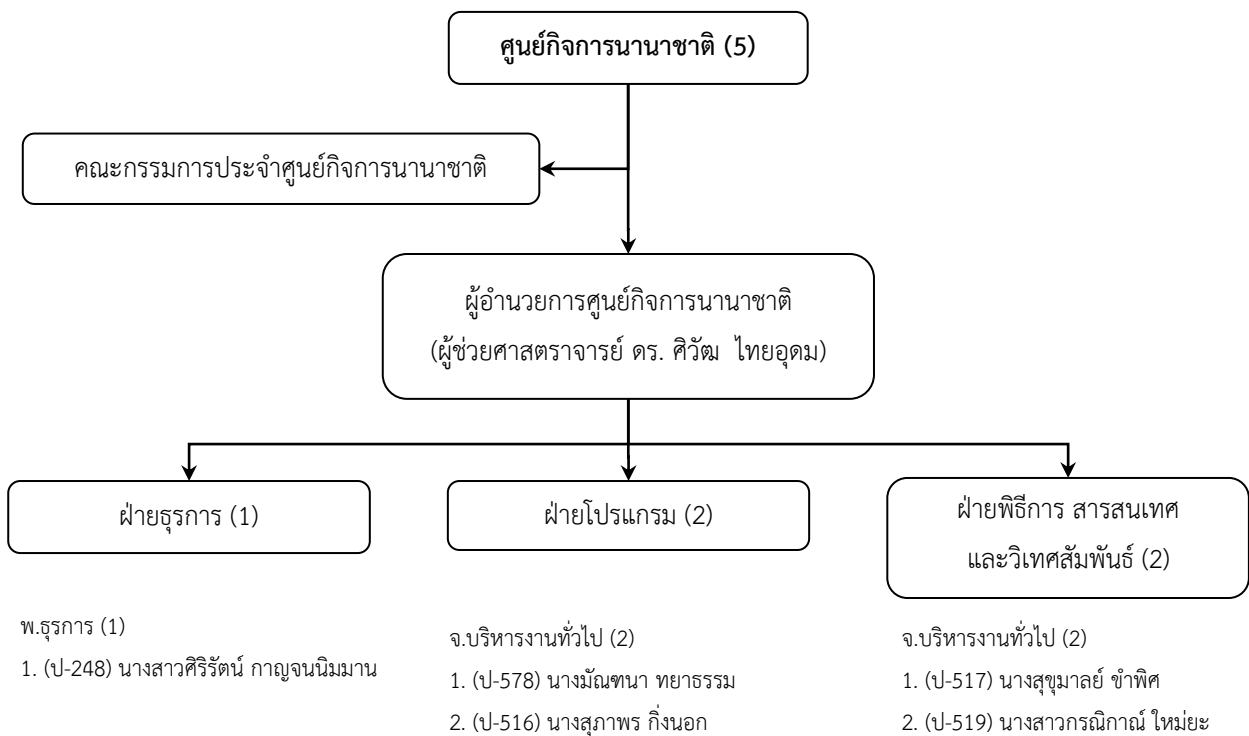 ศูนย์กิจการนานาชาติ (5)
คณะกรรมการประจำศูนย์กิจการนานาชาติ
ผู้อำนวยการศูนย์กิจการนานาชาติ
(ผู้ช่วยศาสตราจารย์ ดร. ศิวัฒ ไทยอุดม)
ฝ่ายธุรการ (1)
พ.ธุรการ (1)
1. (ป-248) นางสาวศิริรัตน์ กาญจนนิมมาน
ฝ่ายโปรแกรม (2)
จ.บริหารงานทั่วไป (2)
1. (ป-578) นางมัณฑนา ทยาธรรม
2. (ป-516) นางสุภาพร กิ่งนอก
ฝ่ายพิธีการ สารสนเทศ
และวิเทศสัมพันธ์ (2)
จ.บริหารงานทั่วไป (2)
1. (ป-517) นางสุขุมาลย์ ขำพิศ
2. (ป-519) นางสาวกรณิกาณ์ ใหม่ยะ